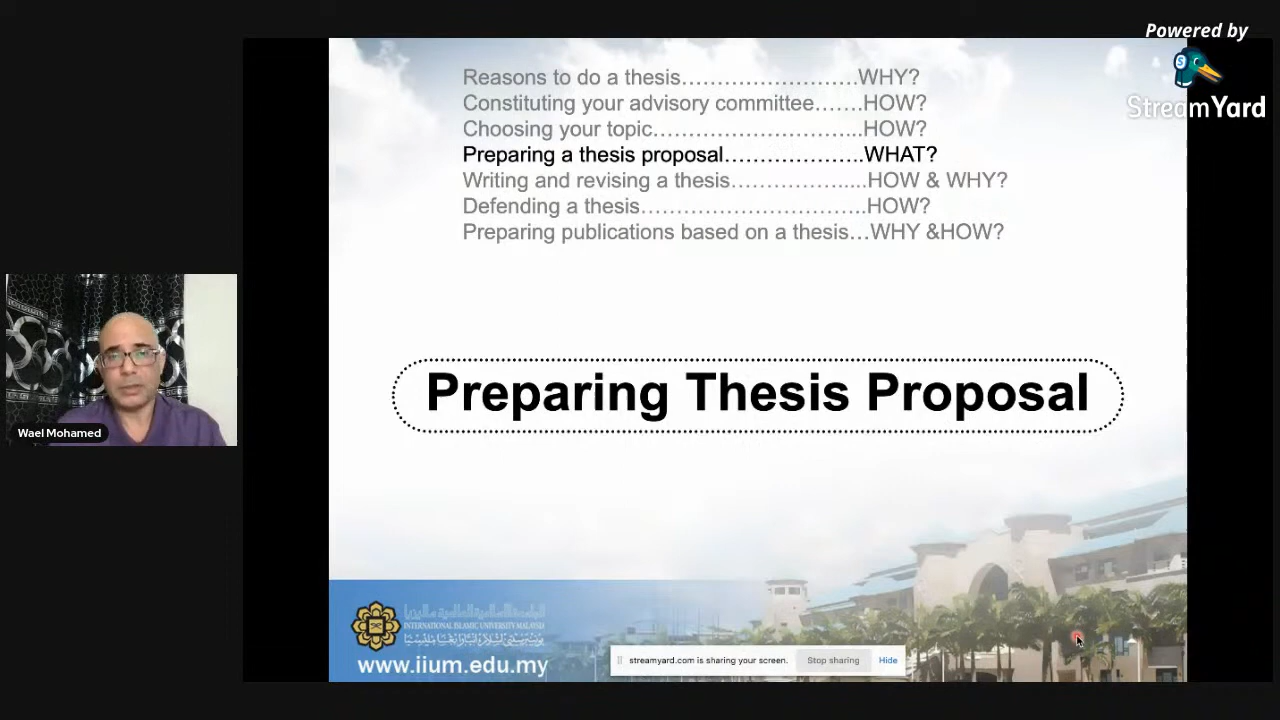 Powered by
StreamYard
Reasons to do a thesis…………………….WHY?
Constituting your advisory committee…….HOW?
Choosing your topic……………………...HOW?
Preparing a thesis proposal………………..WHAT?
Writing and revising a thesis…………….....HOW & WHY?
Defending a thesis…………………………..HOW?
Preparing publications based on a thesis…WHY &HOW?
Preparing Thesis Proposal
Wael Mohamed
INTERNATIONAL ISLAMIC UNIVERSITY MALAYSIA
www.iium.edu.my
streamyard.com is sharing your screen.
Stop sharing
Hide